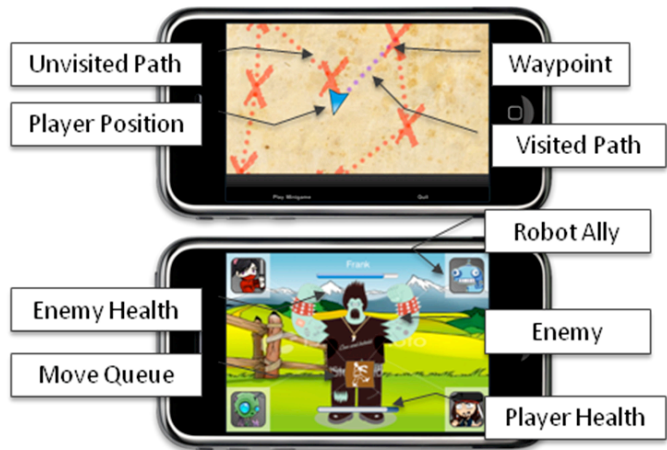 Unvisited Path
Waypoint
Player Position
Visited Path
Play Minigame
Quit
Robot Ally
Frank
Enemy Health
Enemy
Move Queue
Player Health